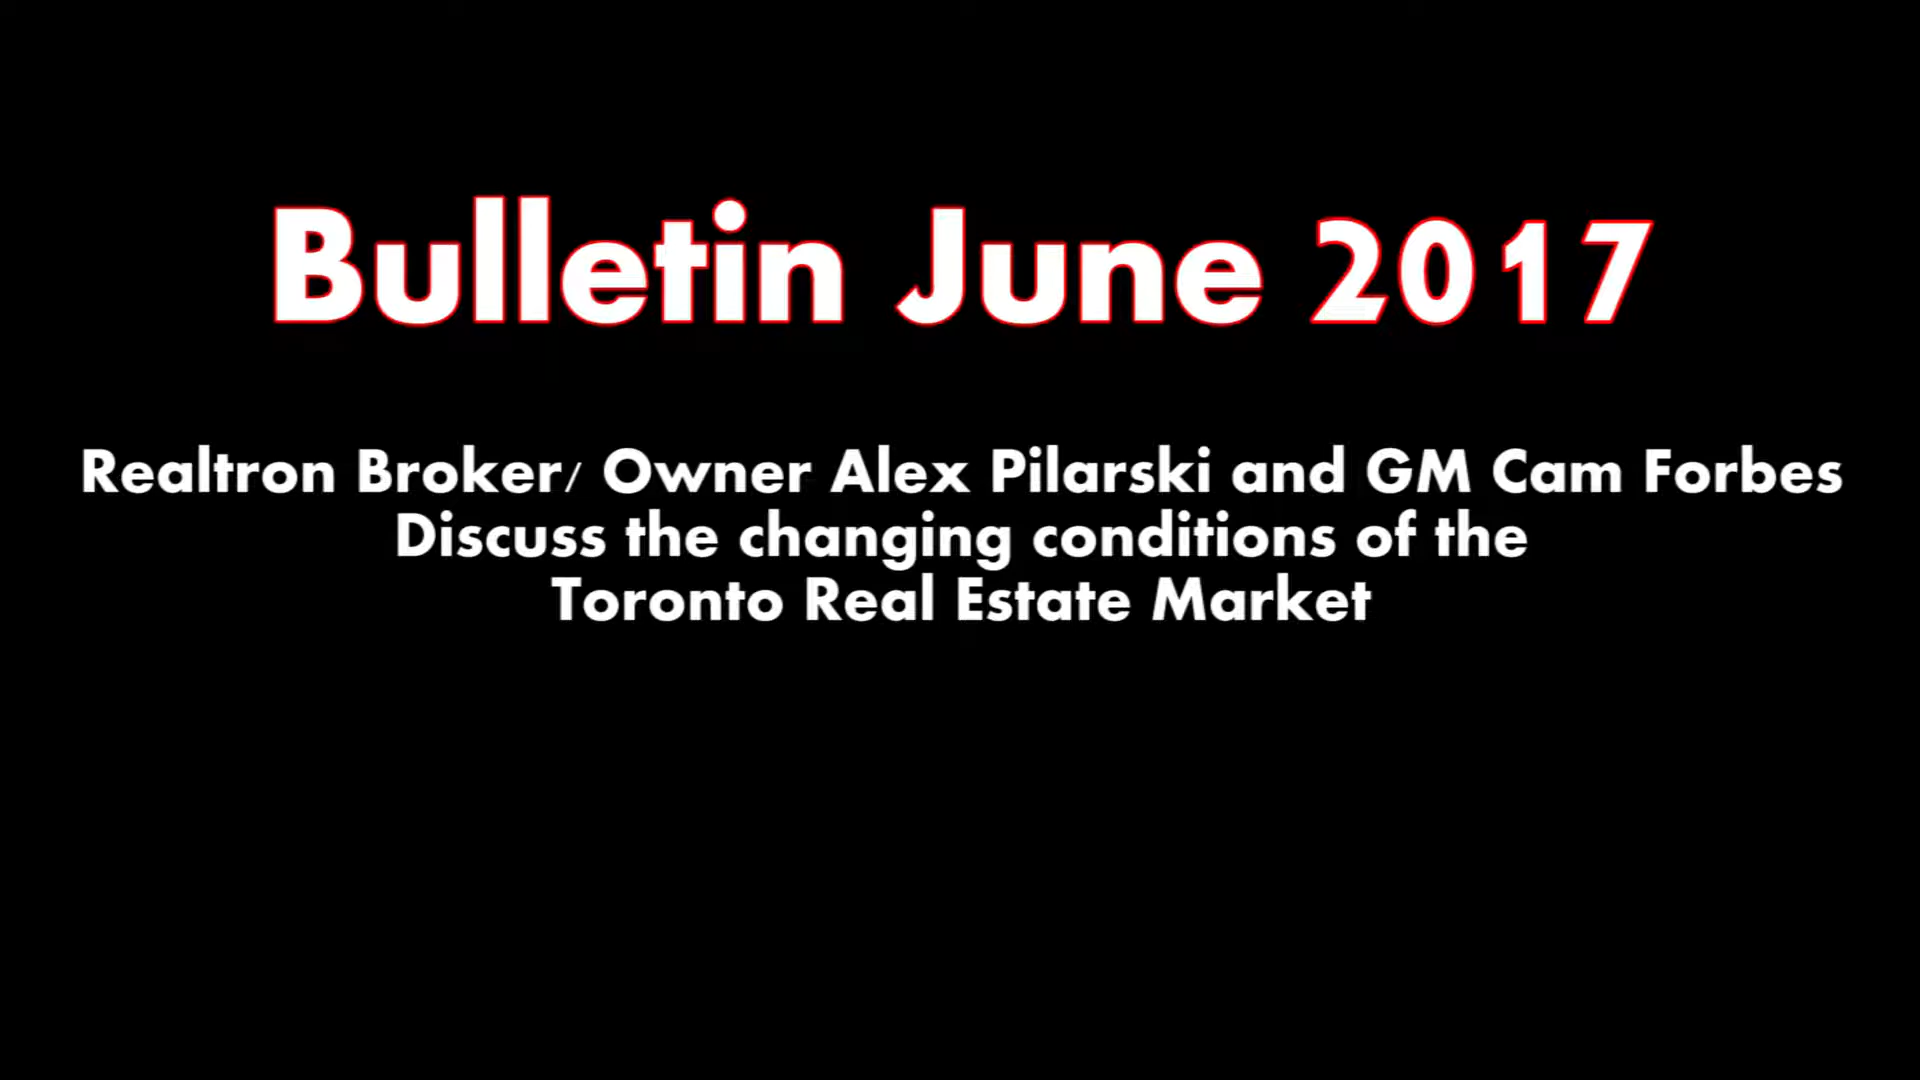 Bulletin June 2017
Realtron Broker/ Owner Alex Pilarski and GM Cam Forbes
Discuss the changing conditions of the
Toronto Real Estate Market